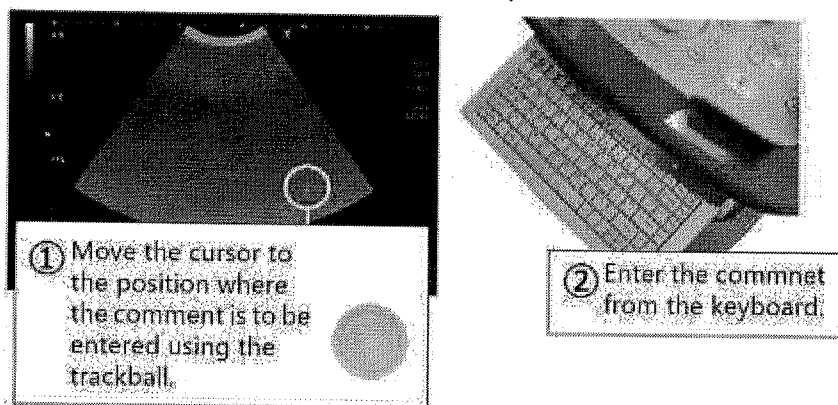 ① Move the cursor to
the position where
the comment is to be
entered using the
trackball.
② Enter the commnet
from the keyboard.